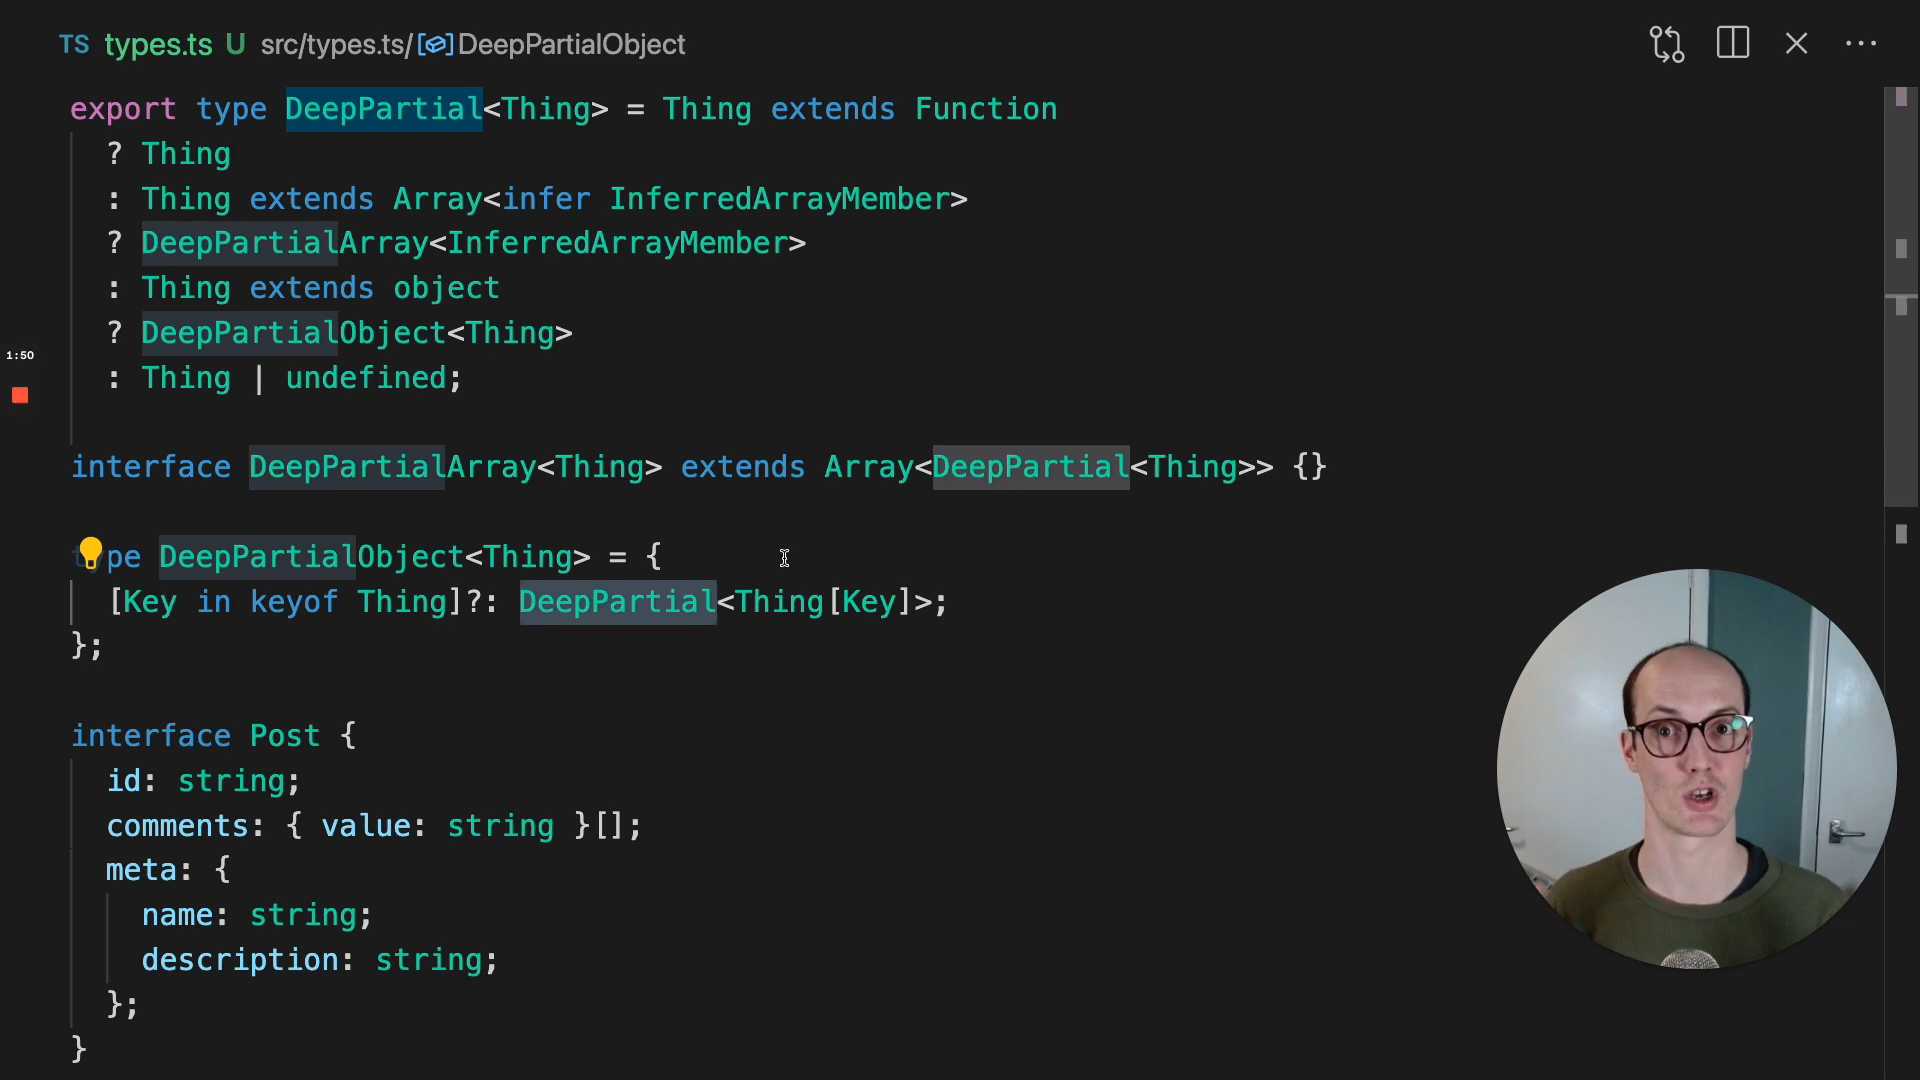 TS types.ts U src/types.ts/DeepPartialObject
export type DeepPartial<Thing> = Thing extends Function
? Thing
: Thing extends Array<infer InferredArrayMember>
? DeepPartialArray<InferredArrayMember>
: Thing extends object
? DeepPartialObject<Thing>
1:50
: Thing | undefined;
interface DeepPartialArray<Thing> extends Array<DeepPartial<Thing>> {}
type DeepPartialObject<Thing> = {
[Key in keyof Thing]?: DeepPartial<Thing[Key]>;
};
interface Post {
id: string;
comments: { value: string }[];
meta: {
name: string;
description: string;
};
}